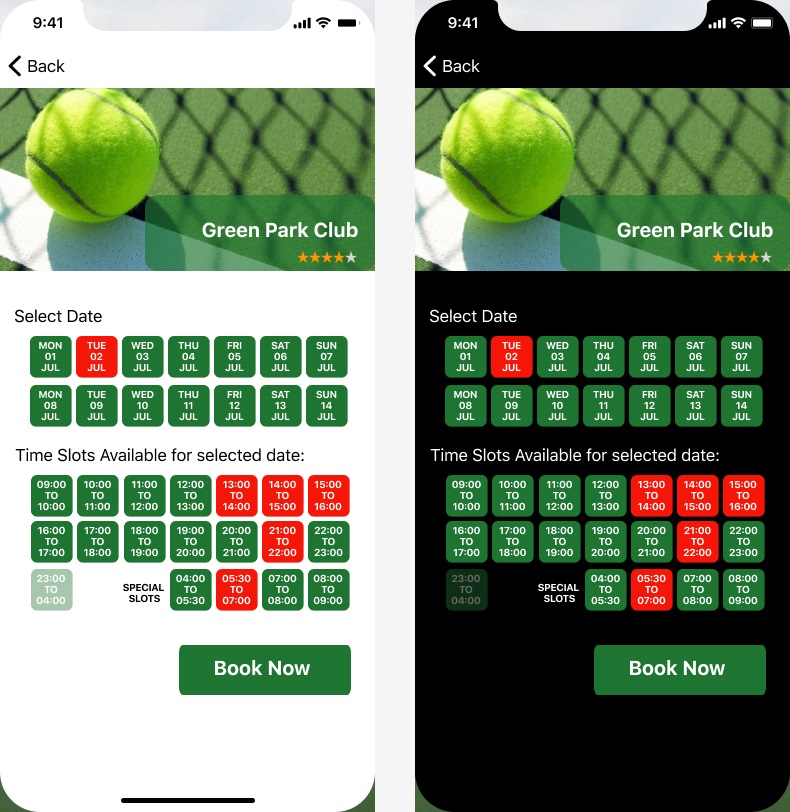 9:41
Back
Green Park Club
Select Date
MON TUE WED THU FRI SAT SUN
01 02 03 04 05 06 07
JUL JUL JUL JUL JUL JUL JUL
MON TUE WED THU FRI SAT SUN
08 09 10 11 12 13 14
JUL JUL JUL JUL JUL JUL JUL
Time Slots Available for selected date:
09:00 10:00 11:00 12:00 13:00 14:00 15:00
TO TO TO TO TO TO TO
10:00 11:00 12:00 13:00 14:00 15:00 16:00
16:00 17:00 18:00 19:00 20:00 21:00 22:00
TO TO TO TO TO TO TO
17:00 18:00 19:00 20:00 21:00 22:00 23:00
23:00 SPECIAL 04:00 05:30 07:00 08:00
TO SLOTS TO TO TO TO
04:00 05:30 07:00 08:00 09:00
Book Now
9:41
Back
Green Park Club
Select Date
MON TUE WED THU FRI SAT SUN
01 02 03 04 05 06 07
JUL JUL JUL JUL JUL JUL JUL
MON TUE WED THU FRI SAT SUN
08 09 10 11 12 13 14
JUL JUL JUL JUL JUL JUL JUL
Time Slots Available for selected date:
09:00 10:00 11:00 12:00 13:00 14:00 15:00
TO TO TO TO TO TO TO
10:00 11:00 12:00 13:00 14:00 15:00 16:00
16:00 17:00 18:00 19:00 20:00 21:00 22:00
TO TO TO TO TO TO TO
17:00 18:00 19:00 20:00 21:00 22:00 23:00
23:00 SPECIAL 04:00 05:30 07:00 08:00
TO SLOTS TO TO TO TO
04:00 05:30 07:00 08:00 09:00
Book Now